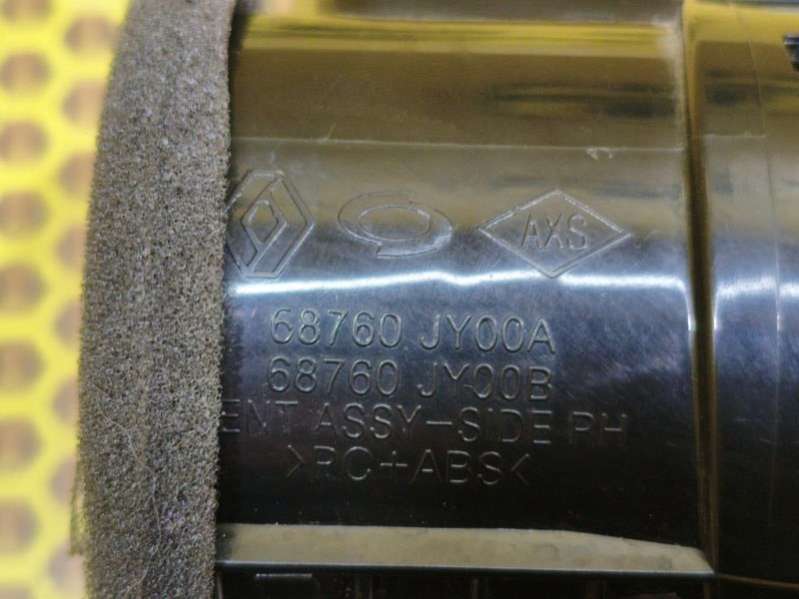 AXS
68760 JY00A
68760 JY00B
ENT ASSY-SIDE RH
>PC+ABS<